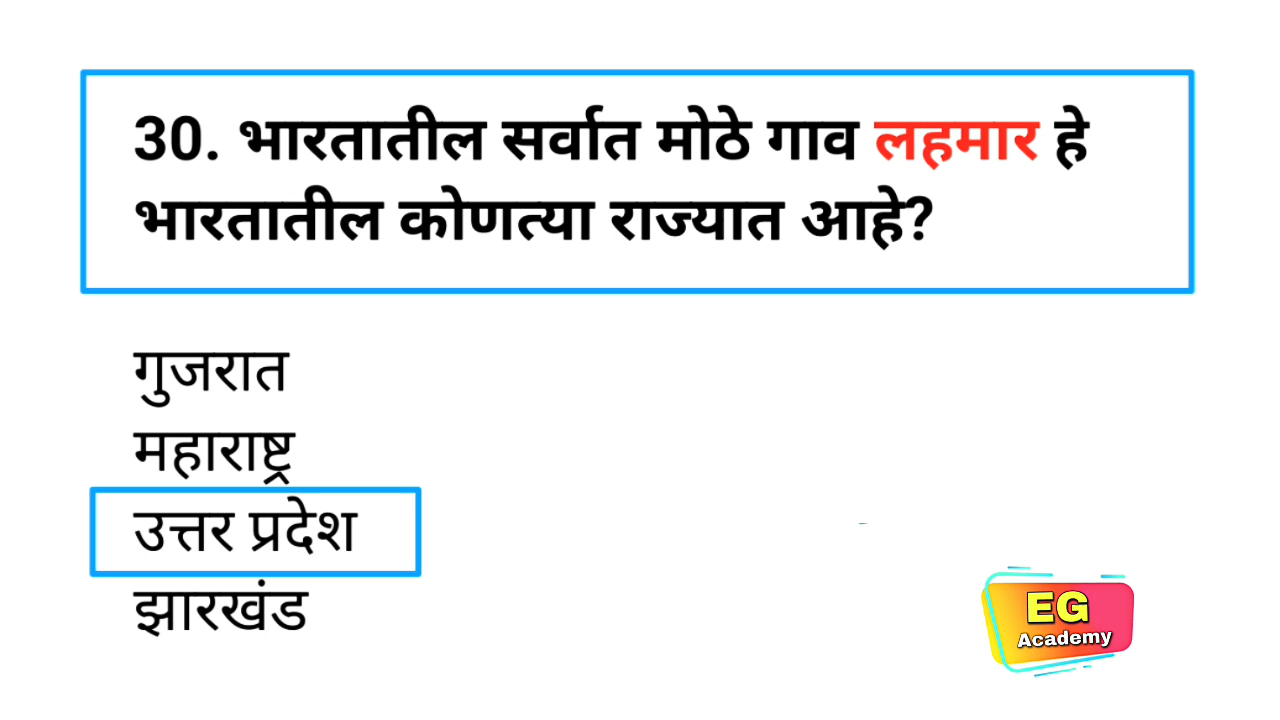 30. भारतातील सर्वात मोठे गाव लहमार हे
भारतातील कोणत्या राज्यात आहे?
गुजरात
महाराष्ट्र
उत्तर प्रदेश
झारखंड
EG
Academy